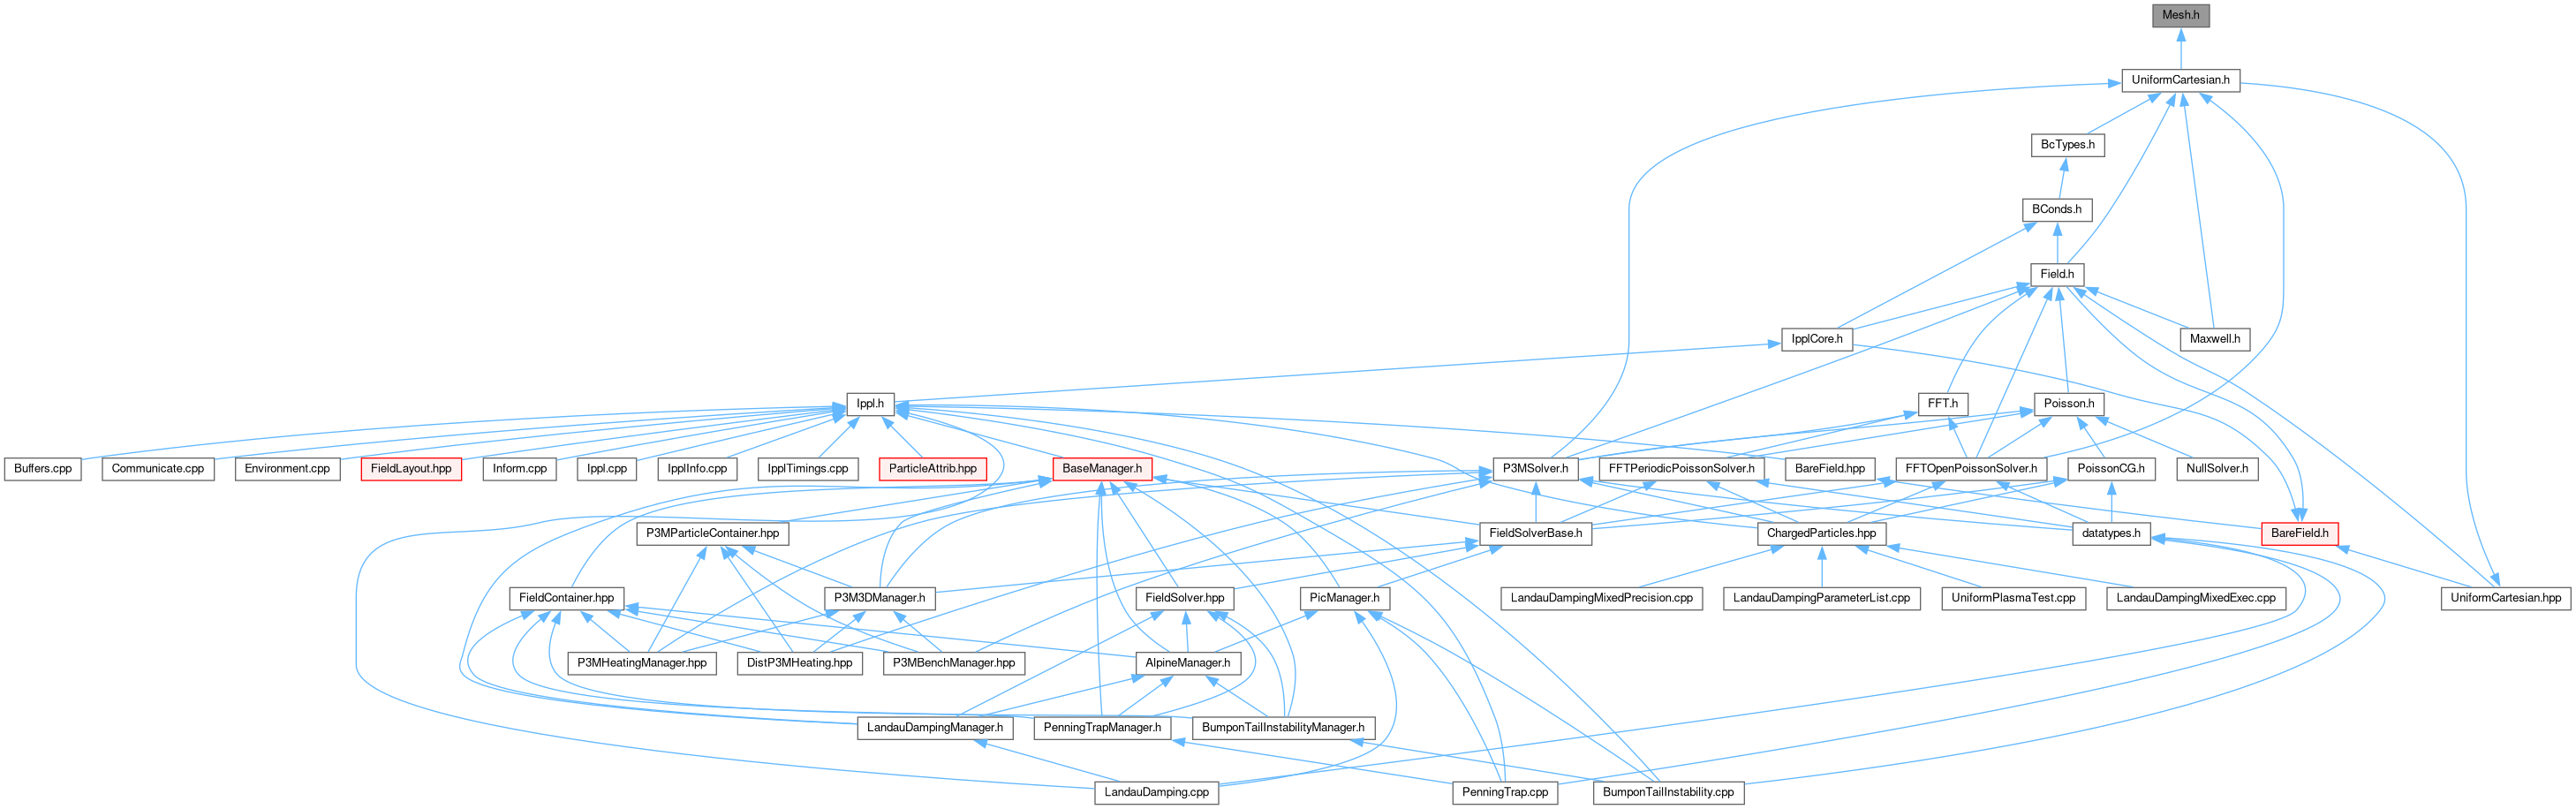 Mesh.h
UniformCartesian.h
BcTypes.h
BConds.h
Field.h
IpplCore.h
Maxwell.h
Ippl.h
FFT.h
Poisson.h
Buffers.cpp
Communicate.cpp
Environment.cpp
FieldLayout.hpp
Inform.cpp
Ippl.cpp
IpplInfo.cpp
IpplTimings.cpp
ParticleAttrib.hpp
BaseManager.h
P3MSolver.h
FFTPeriodicPoissonSolver.h
BareField.hpp
FFTOpenPoissonSolver.h
PoissonCG.h
NullSolver.h
P3MParticleContainer.hpp
FieldSolverBase.h
ChargedParticles.hpp
datatypes.h
BareField.h
FieldContainer.hpp
P3M3DManager.h
FieldSolver.hpp
PicManager.h
LandauDampingMixedPrecision.cpp
LandauDampingParameterList.cpp
UniformPlasmaTest.cpp
LandauDampingMixedExec.cpp
UniformCartesian.hpp
P3MHeatingManager.hpp
DistP3MHeating.hpp
P3MBenchManager.hpp
AlpineManager.h
LandauDampingManager.h
PenningTrapManager.h
BumponTailInstabilityManager.h
LandauDamping.cpp
PenningTrap.cpp
BumponTailInstability.cpp